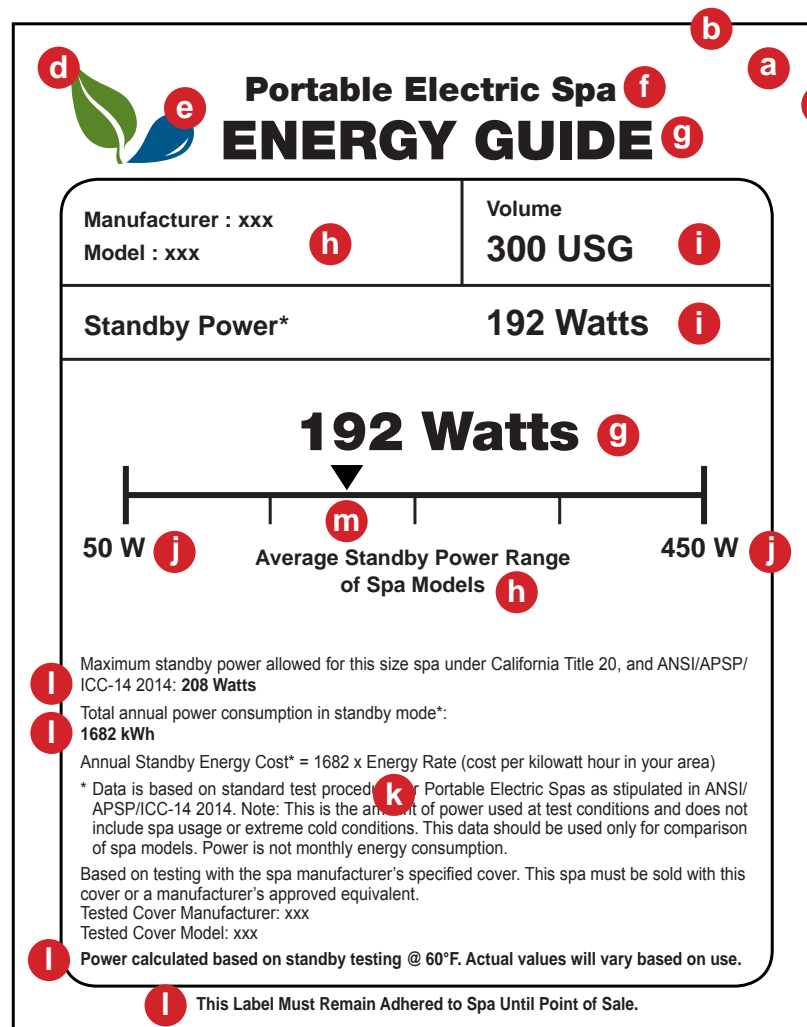 b
d
a
Portable Electric Spa f
e
ENERGY GUIDE g
Manufacturer : xxx
Model : xxx
h
Volume
300 USG i
Standby Power* 192 Watts i
192 Watts g
m
50 W j
450 W j
Average Standby Power Range
of Spa Models h
Maximum standby power allowed for this size spa under California Title 20, and ANSI/APSP/
l ICC-14 2014: 208 Watts
Total annual power consumption in standby mode*:
l 1682 kWh
Annual Standby Energy Cost* = 1682 x Energy Rate (cost per kilowatt hour in your area)
* Data is based on standard test k Portable Electric Spas as stipulated in ANSI/
APSP/ICC-14 2014. Note: This is the of power used at test conditions and does not
include spa usage or extreme cold conditions. This data should be used only for comparison
of spa models. Power is not monthly energy consumption.
Based on testing with the spa manufacturer's specified cover. This spa must be sold with this
cover or a manufacturer's approved equivalent.
Tested Cover Manufacturer: xxx
Tested Cover Model: xxx
l Power calculated based on standby testing @ 60°F. Actual values will vary based on use.
l This Label Must Remain Adhered to Spa Until Point of Sale.